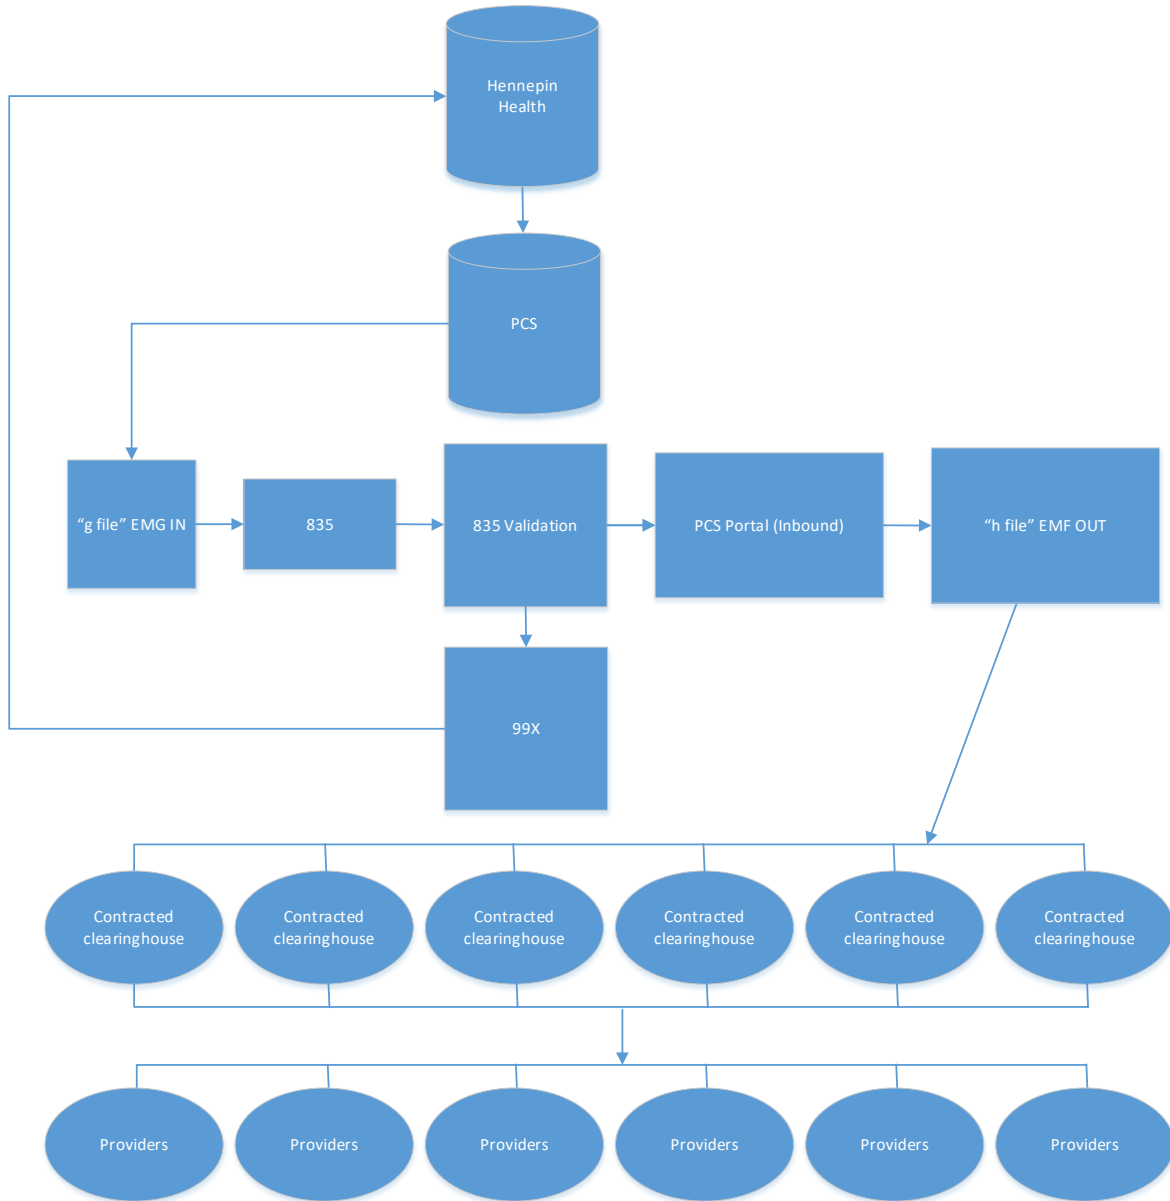 Hennepin
Health
PCS
“g file” EMG IN
835
835 Validation
PCS Portal (Inbound)
“h file” EMF OUT
99X
Contracted
clearinghouse
Contracted
clearinghouse
Contracted
clearinghouse
Contracted
clearinghouse
Contracted
clearinghouse
Contracted
clearinghouse
Providers
Providers
Providers
Providers
Providers
Providers